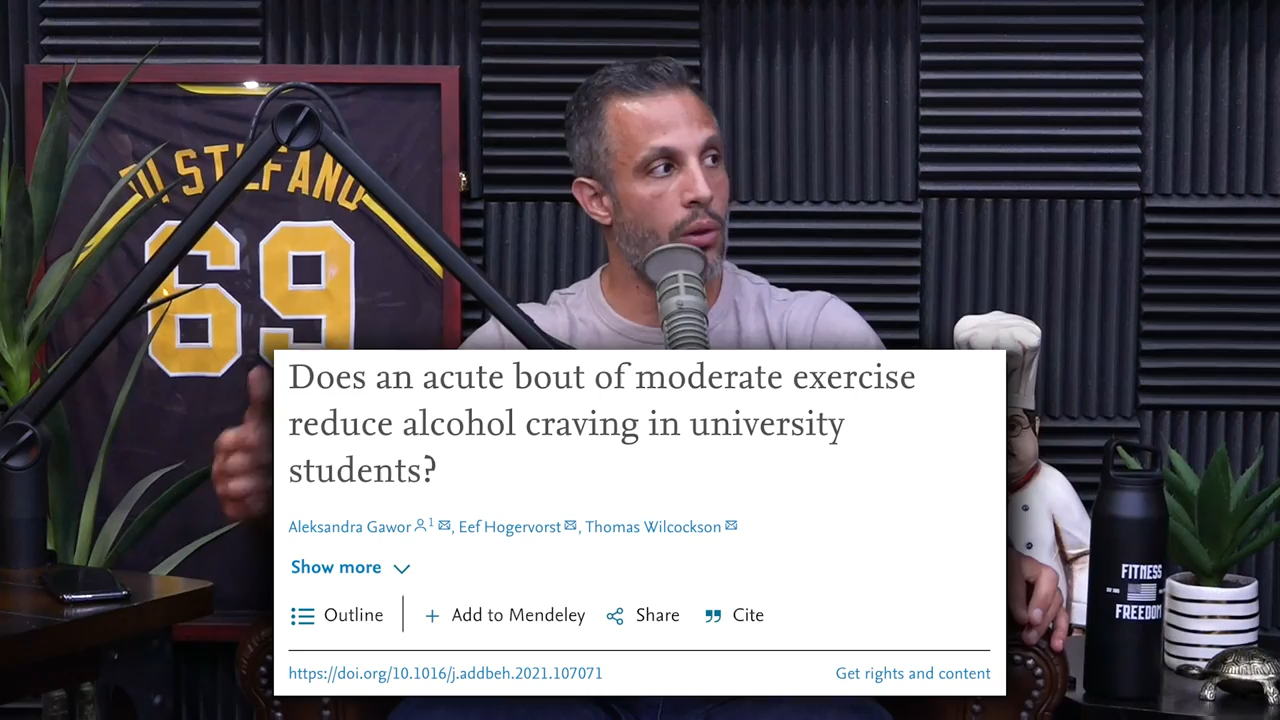 DI STEFANO
69
Does an acute bout of moderate exercise
reduce alcohol craving in university
students?
Aleksandra Gawor 1, Eef Hogervorst, Thomas Wilcockson
Show more
Outline
+ Add to Mendeley
Share
Cite
https://doi.org/10.1016/j.addbeh.2021.107071
Get rights and content
FITNESS
FREEDOM